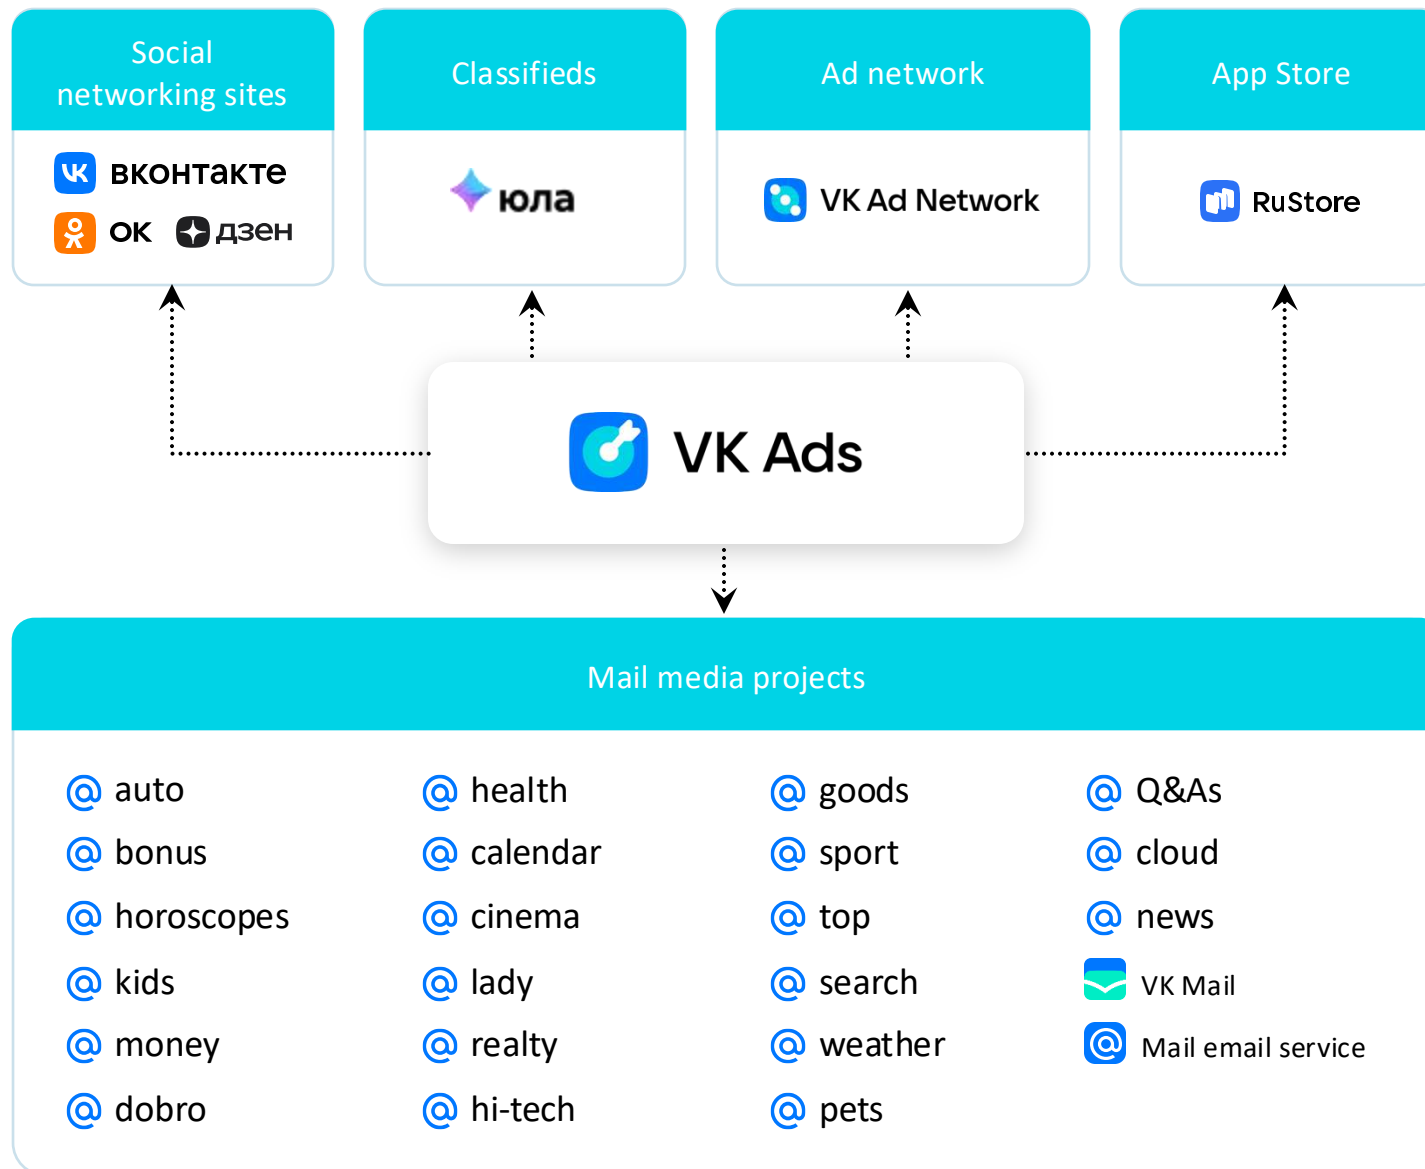 Social
networking sites
Classifieds
Ad network
App Store
вконтакте
ок дзен
юла
VK Ad Network
RuStore
VK Ads
Mail media projects
@ auto
@ bonus
@ horoscopes
@ kids
@ money
@ dobro
@ health
@ calendar
@ cinema
@ lady
@ realty
@ hi-tech
@ goods
@ sport
@ top
@ search
@ weather
@ pets
@ Q&As
@ cloud
@ news
VK Mail
@ Mail email service